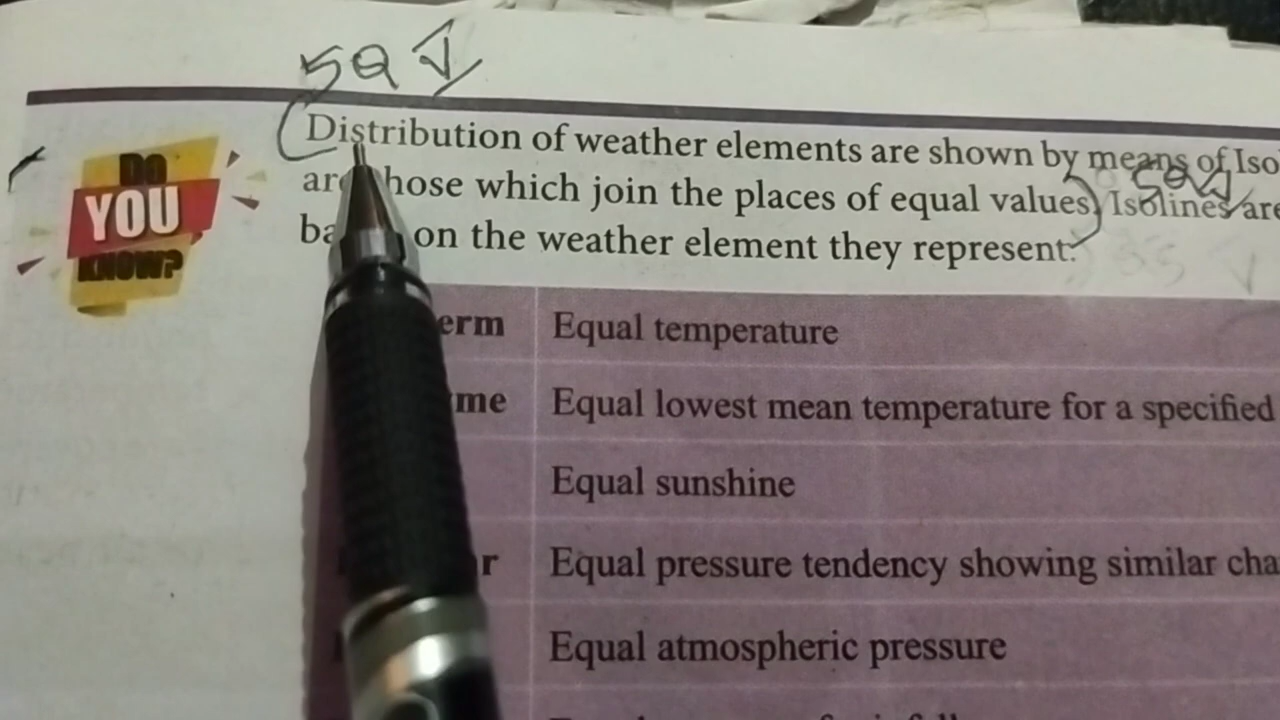 5Q
DO
YOU
KNOW?
Distribution of weather elements are shown by means of Iso
are those which join the places of equal values) Isolines are
ba on the weather element they represent.
erm Equal temperature
me Equal lowest mean temperature for a specified
Equal sunshine
r Equal pressure tendency showing similar cha
Equal atmospheric pressure